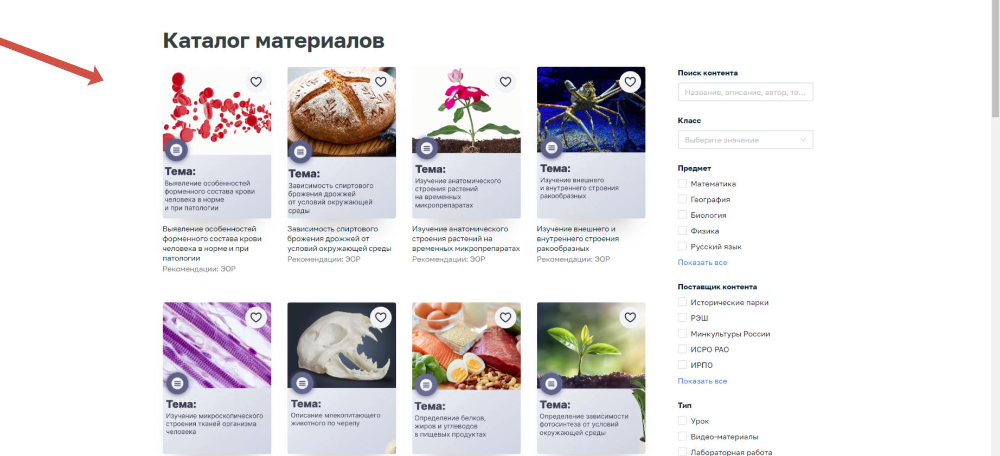 Каталог материалов
Тема:
Выявление особенностей
форменного состава крови
человека в норме
и при патологии
Выявление особенностей
форменного состава крови
человека в норме и при
патологии
Рекомендации: ЭОР
Тема:
Зависимость спиртового
брожения дрожжей
от условий окружающей
среды
Зависимость спиртового
брожения дрожжей от
условий окружающей среды
Рекомендации: ЭОР
Тема:
Изучение анатомического
строения растений
на временных
микропрепаратах
Изучение анатомического
строения растений на
временных микропрепаратах
Рекомендации: ЭОР
Тема:
Изучение внешнего
и внутреннего строения
ракообразных
Изучение внешнего и
внутреннего строения
ракообразных
Рекомендации: ЭОР
Тема:
Изучение микроскопического
строения тканей организма
человека
Тема:
Описание млекопитающего
животного по черепу
Тема:
Определение белков,
жиров и углеводов
в пищевых продуктах
Тема:
Определение зависимости
фотосинтеза от условий
окружающей среды
Поиск контента
Название, описание, автор, те...
Класс
Выберите значение
Предмет
Математика
География
Биология
Физика
Русский язык
Показать все
Поставщик контента
Исторические парки
РЭШ
Минкультуры России
ИСРО РАО
ИРПО
Показать все
Тип
Урок
Видео-материалы
Лабораторная работа